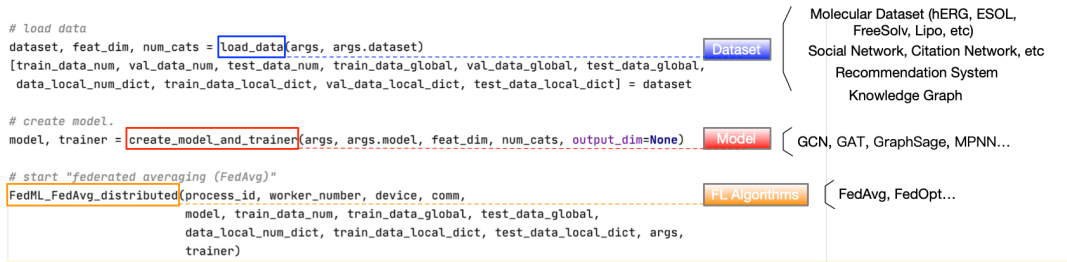 # load data
dataset, feat_dim, num_cats = load_data(args, args.dataset)
[train_data_num, val_data_num, test_data_num, train_data_global, val_data_global, test_data_global,
data_local_num_dict, train_data_local_dict, val_data_local_dict, test_data_local_dict] = dataset
Dataset
Molecular Dataset (hERG, ESOL,
FreeSolv, Lipo, etc)
Social Network, Citation Network, etc
Recommendation System
Knowledge Graph
# create model.
model, trainer = create_model_and_trainer(args, args.model, feat_dim, num_cats, output_dim=None)
Model
GCN, GAT, GraphSage, MPNN...
# start "federated averaging (FedAvg)"
FedML_FedAvg_distributed(process_id, worker_number, device, comm,
model, train_data_num, train_data_global, test_data_global,
data_local_num_dict, train_data_local_dict, test_data_local_dict, args,
trainer)
FL Algorithms
FedAvg, FedOpt...